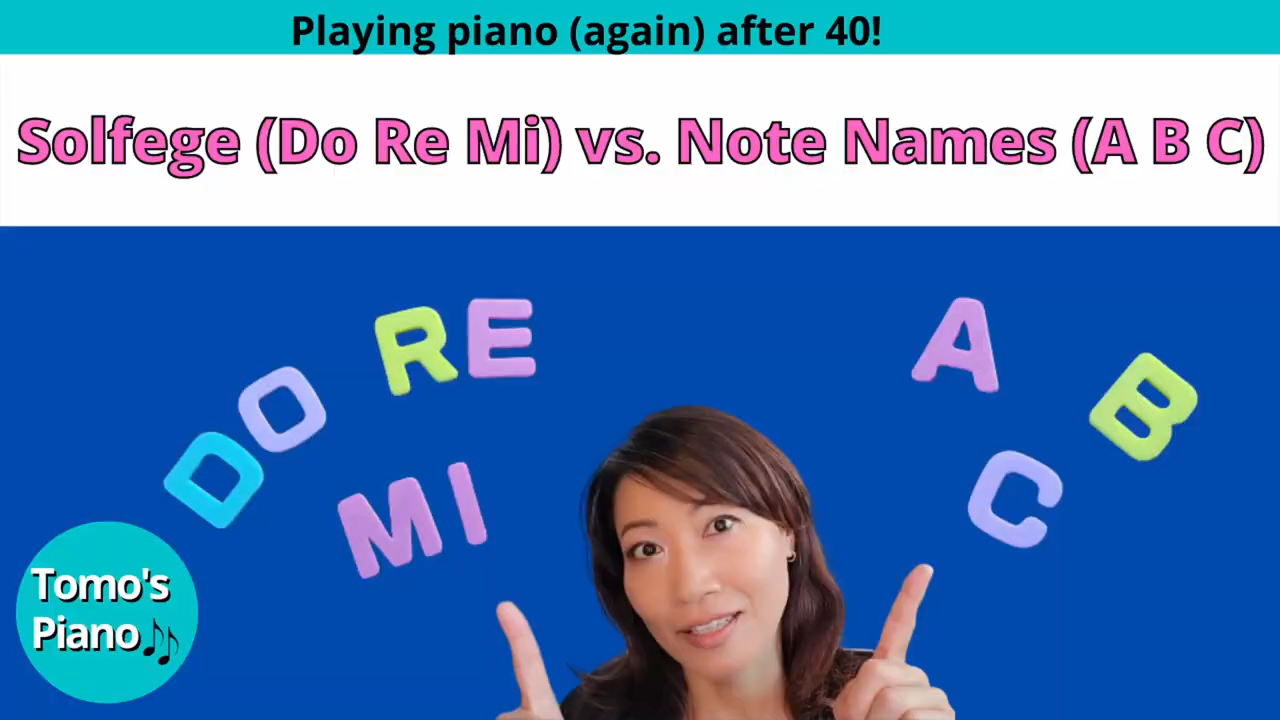 Playing piano (again) after 40!
Solfege (Do Re Mi) vs. Note Names (A B C)
DO RE
MI
A B
C
Tomo's
Piano